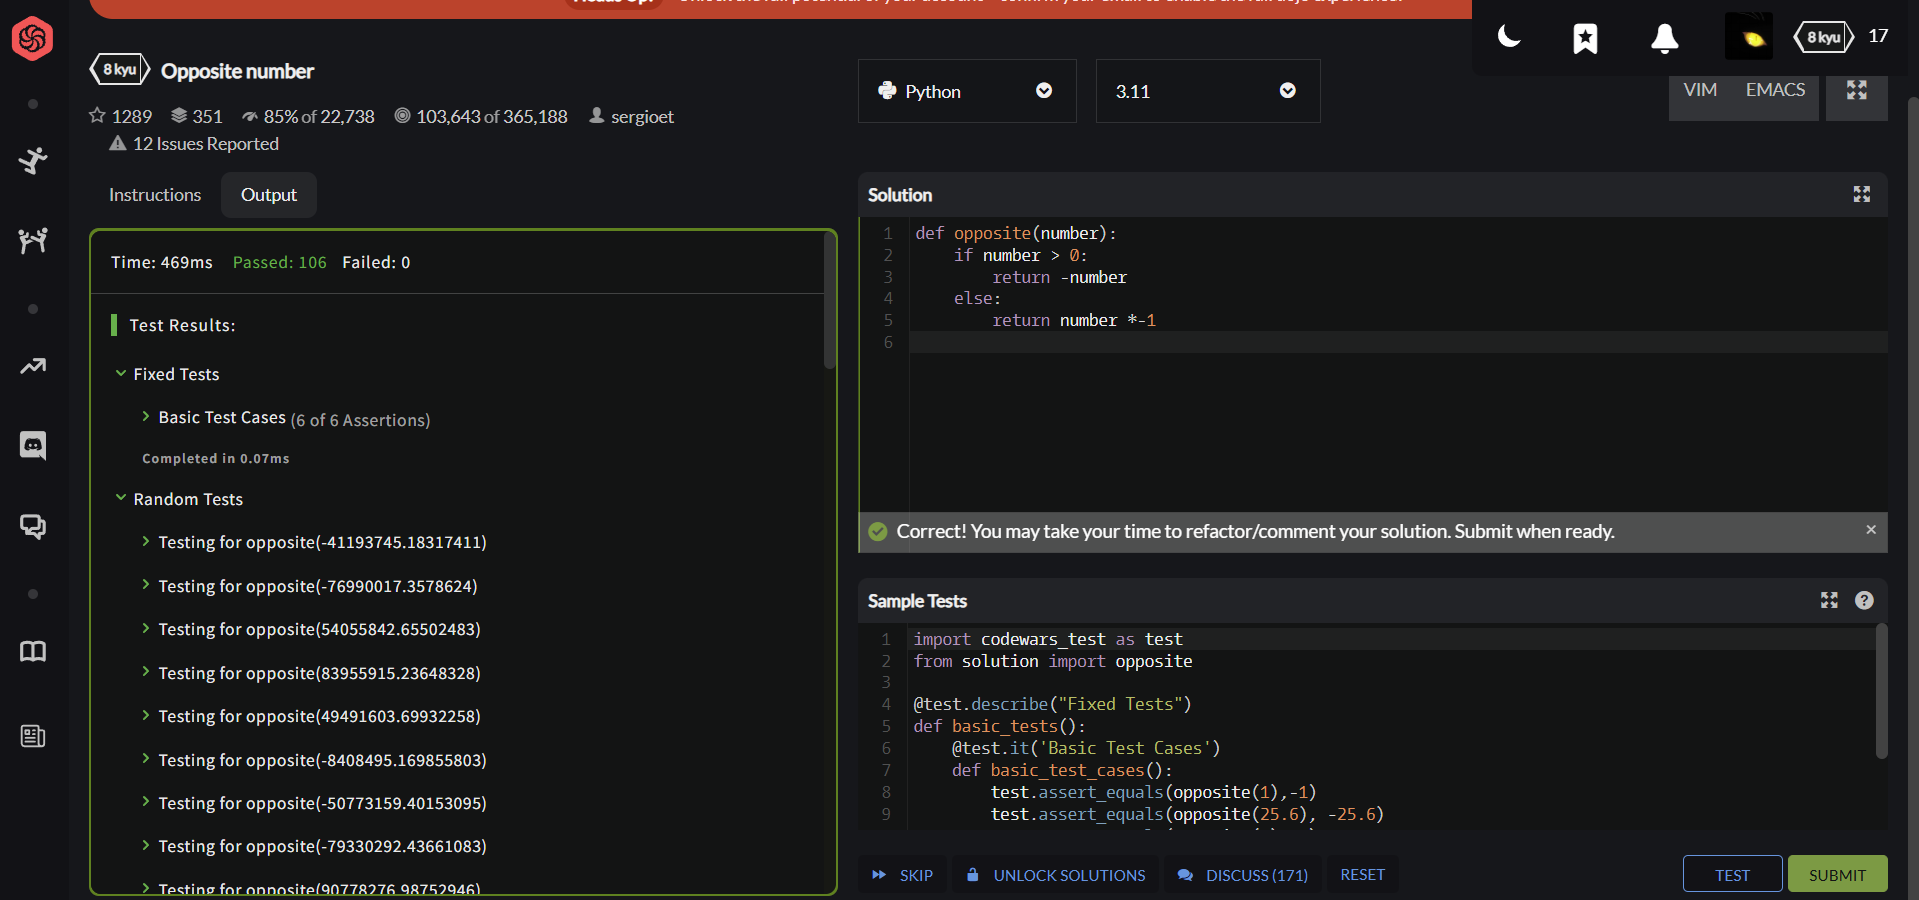 8 kyu 17
8 kyu Opposite number
1289 351 85% of 22,738 103,643 of 365,188 sergioet
12 Issues Reported
Python 3.11 VIM EMACS
Instructions Output
Time: 469ms Passed: 106 Failed: 0
Test Results:
Fixed Tests
Basic Test Cases (6 of 6 Assertions)
Completed in 0.07ms
Random Tests
Testing for opposite(-41193745.18317411)
Testing for opposite(-76990017.3578624)
Testing for opposite(54055842.65502483)
Testing for opposite(83955915.23648328)
Testing for opposite(49491603.69932258)
Testing for opposite(-8408495.169855803)
Testing for opposite(-50773159.40153095)
Testing for opposite(-79330292.43661083)
Testing for opposite(90778276.98752946)
Solution
1 def opposite(number):
2     if number > 0:
3         return -number
4     else:
5         return number *-1
6
Correct! You may take your time to refactor/comment your solution. Submit when ready. ×
Sample Tests ?
1 import codewars_test as test
2 from solution import opposite
3
4 @test.describe("Fixed Tests")
5 def basic_tests():
6     @test.it('Basic Test Cases')
7     def basic_test_cases():
8         test.assert_equals(opposite(1),-1)
9         test.assert_equals(opposite(25.6), -25.6)
SKIP UNLOCK SOLUTIONS DISCUSS (171) RESET TEST SUBMIT